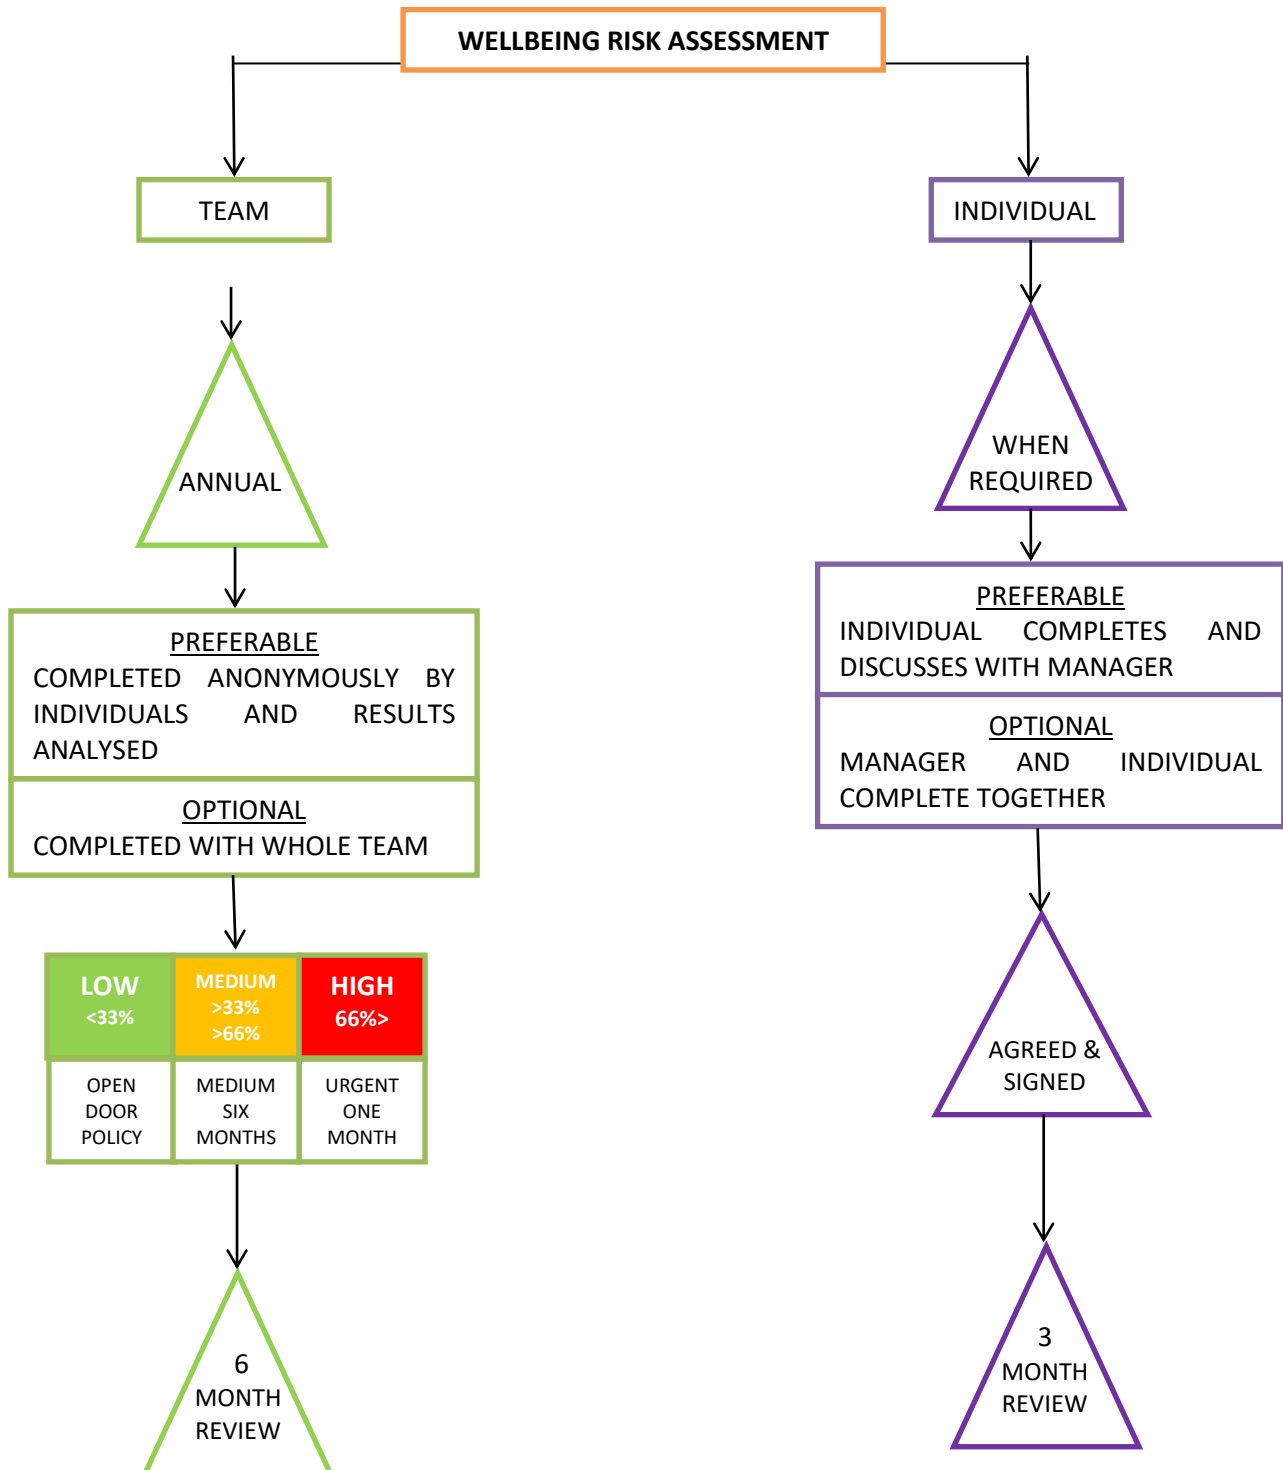 WELLBEING RISK ASSESSMENT
TEAM
ANNUAL
PREFERABLE
COMPLETED ANONYMOUSLY BY
INDIVIDUALS AND RESULTS
ANALYSED
OPTIONAL
COMPLETED WITH WHOLE TEAM
LOW
<33%
MEDIUM
>33%
>66%
HIGH
66%>
OPEN
DOOR
POLICY
MEDIUM
SIX
MONTHS
URGENT
ONE
MONTH
6
MONTH
REVIEW
INDIVIDUAL
WHEN
REQUIRED
PREFERABLE
INDIVIDUAL COMPLETES AND
DISCUSSES WITH MANAGER
OPTIONAL
MANAGER AND INDIVIDUAL
COMPLETE TOGETHER
AGREED &
SIGNED
3
MONTH
REVIEW